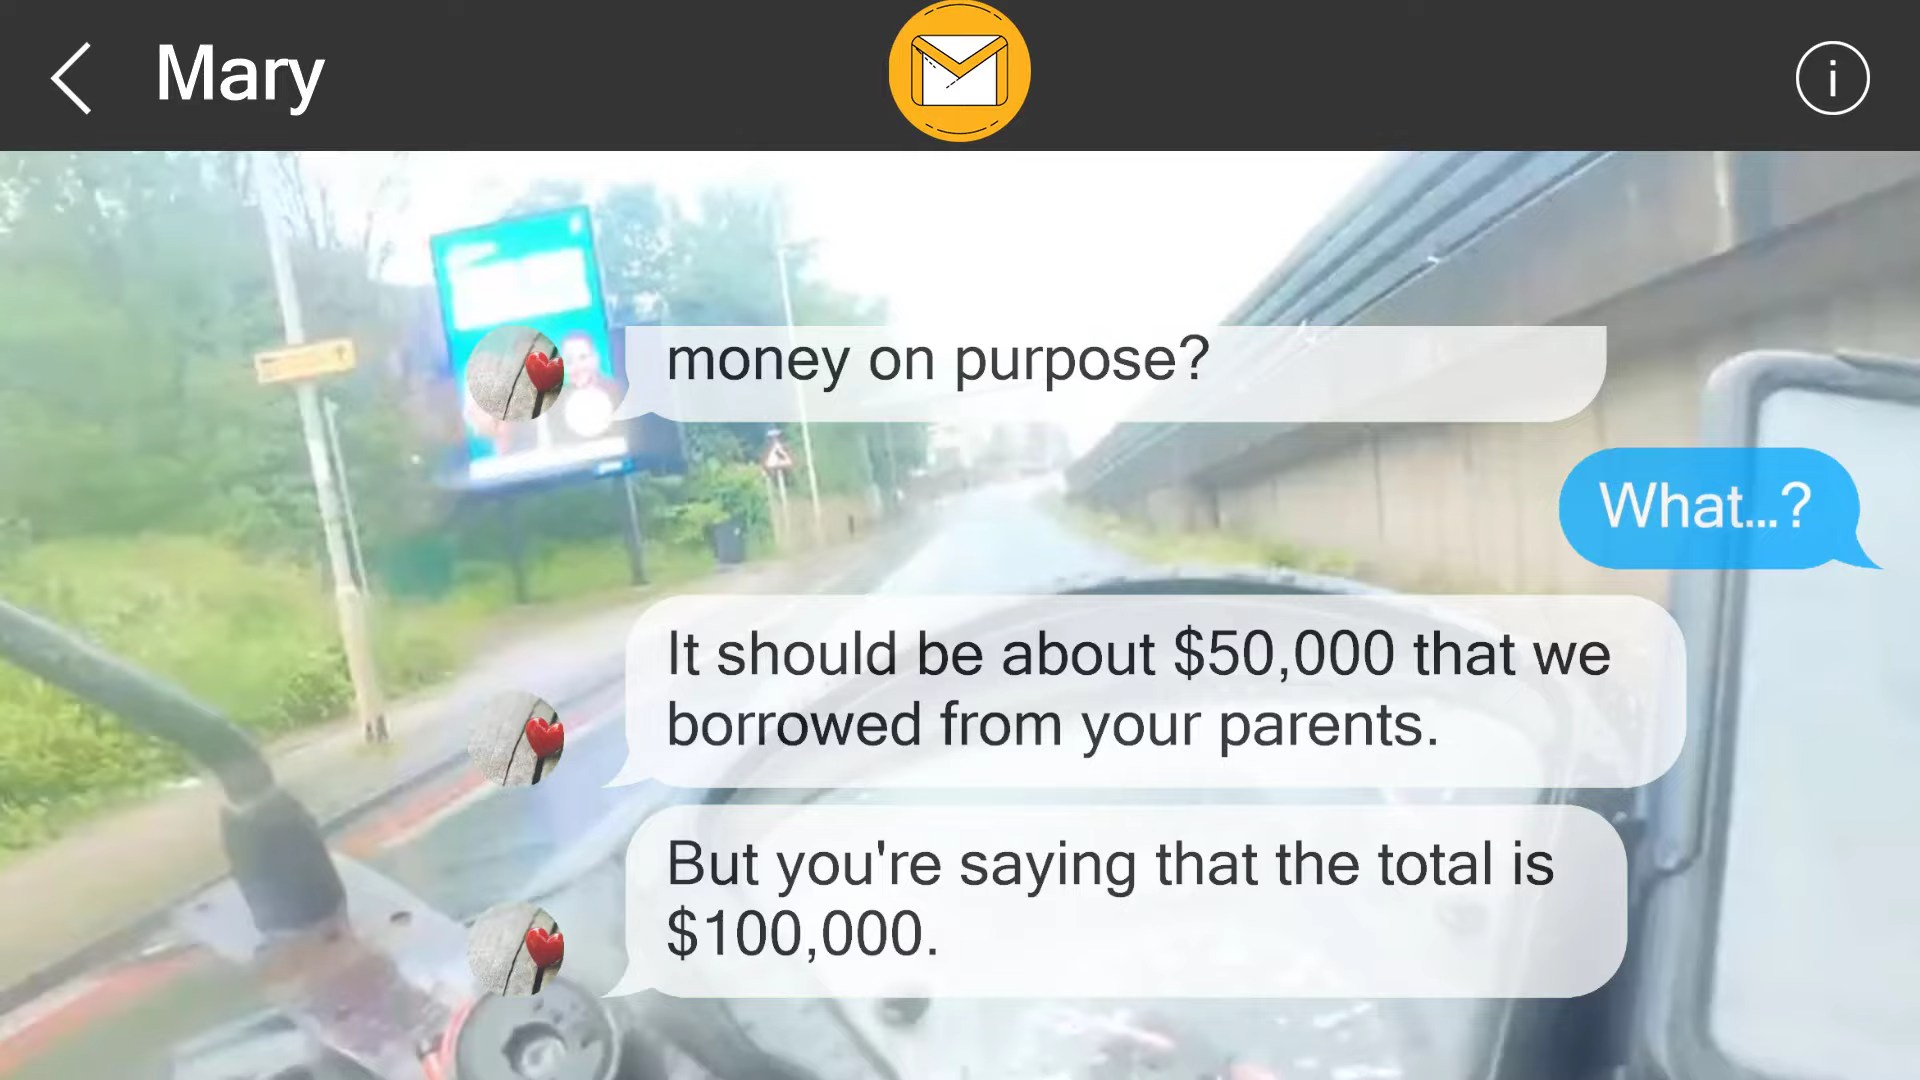 Mary
i
money on purpose?
What...?
It should be about $50,000 that we
borrowed from your parents.
But you're saying that the total is
$100,000.